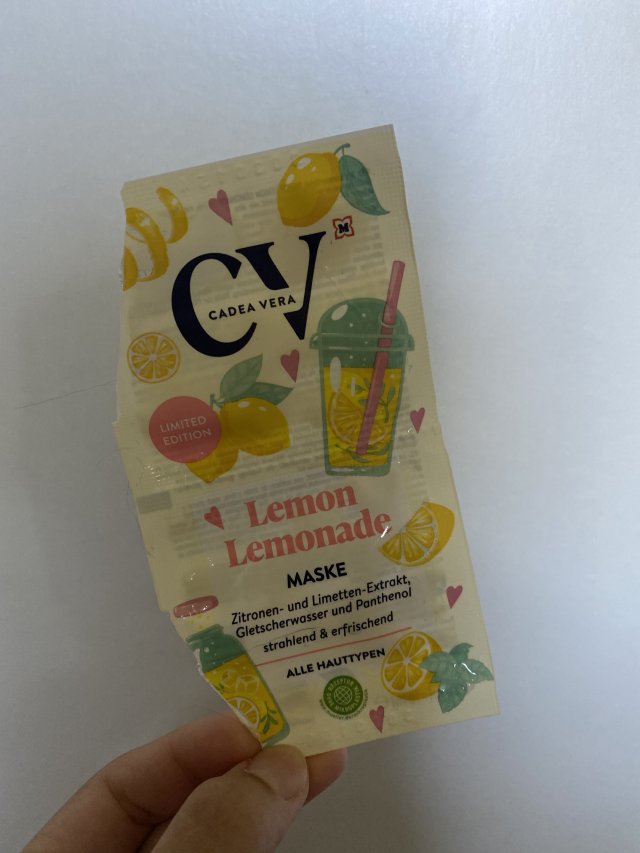 M
CV
CADEA VERA
LIMITED
EDITION
Lemon
Lemonade
MASKE
Zitronen- und Limetten-Extrakt,
Gletscherwasser und Panthenol
strahlend & erfrischend
ALLE HAUTTYPEN